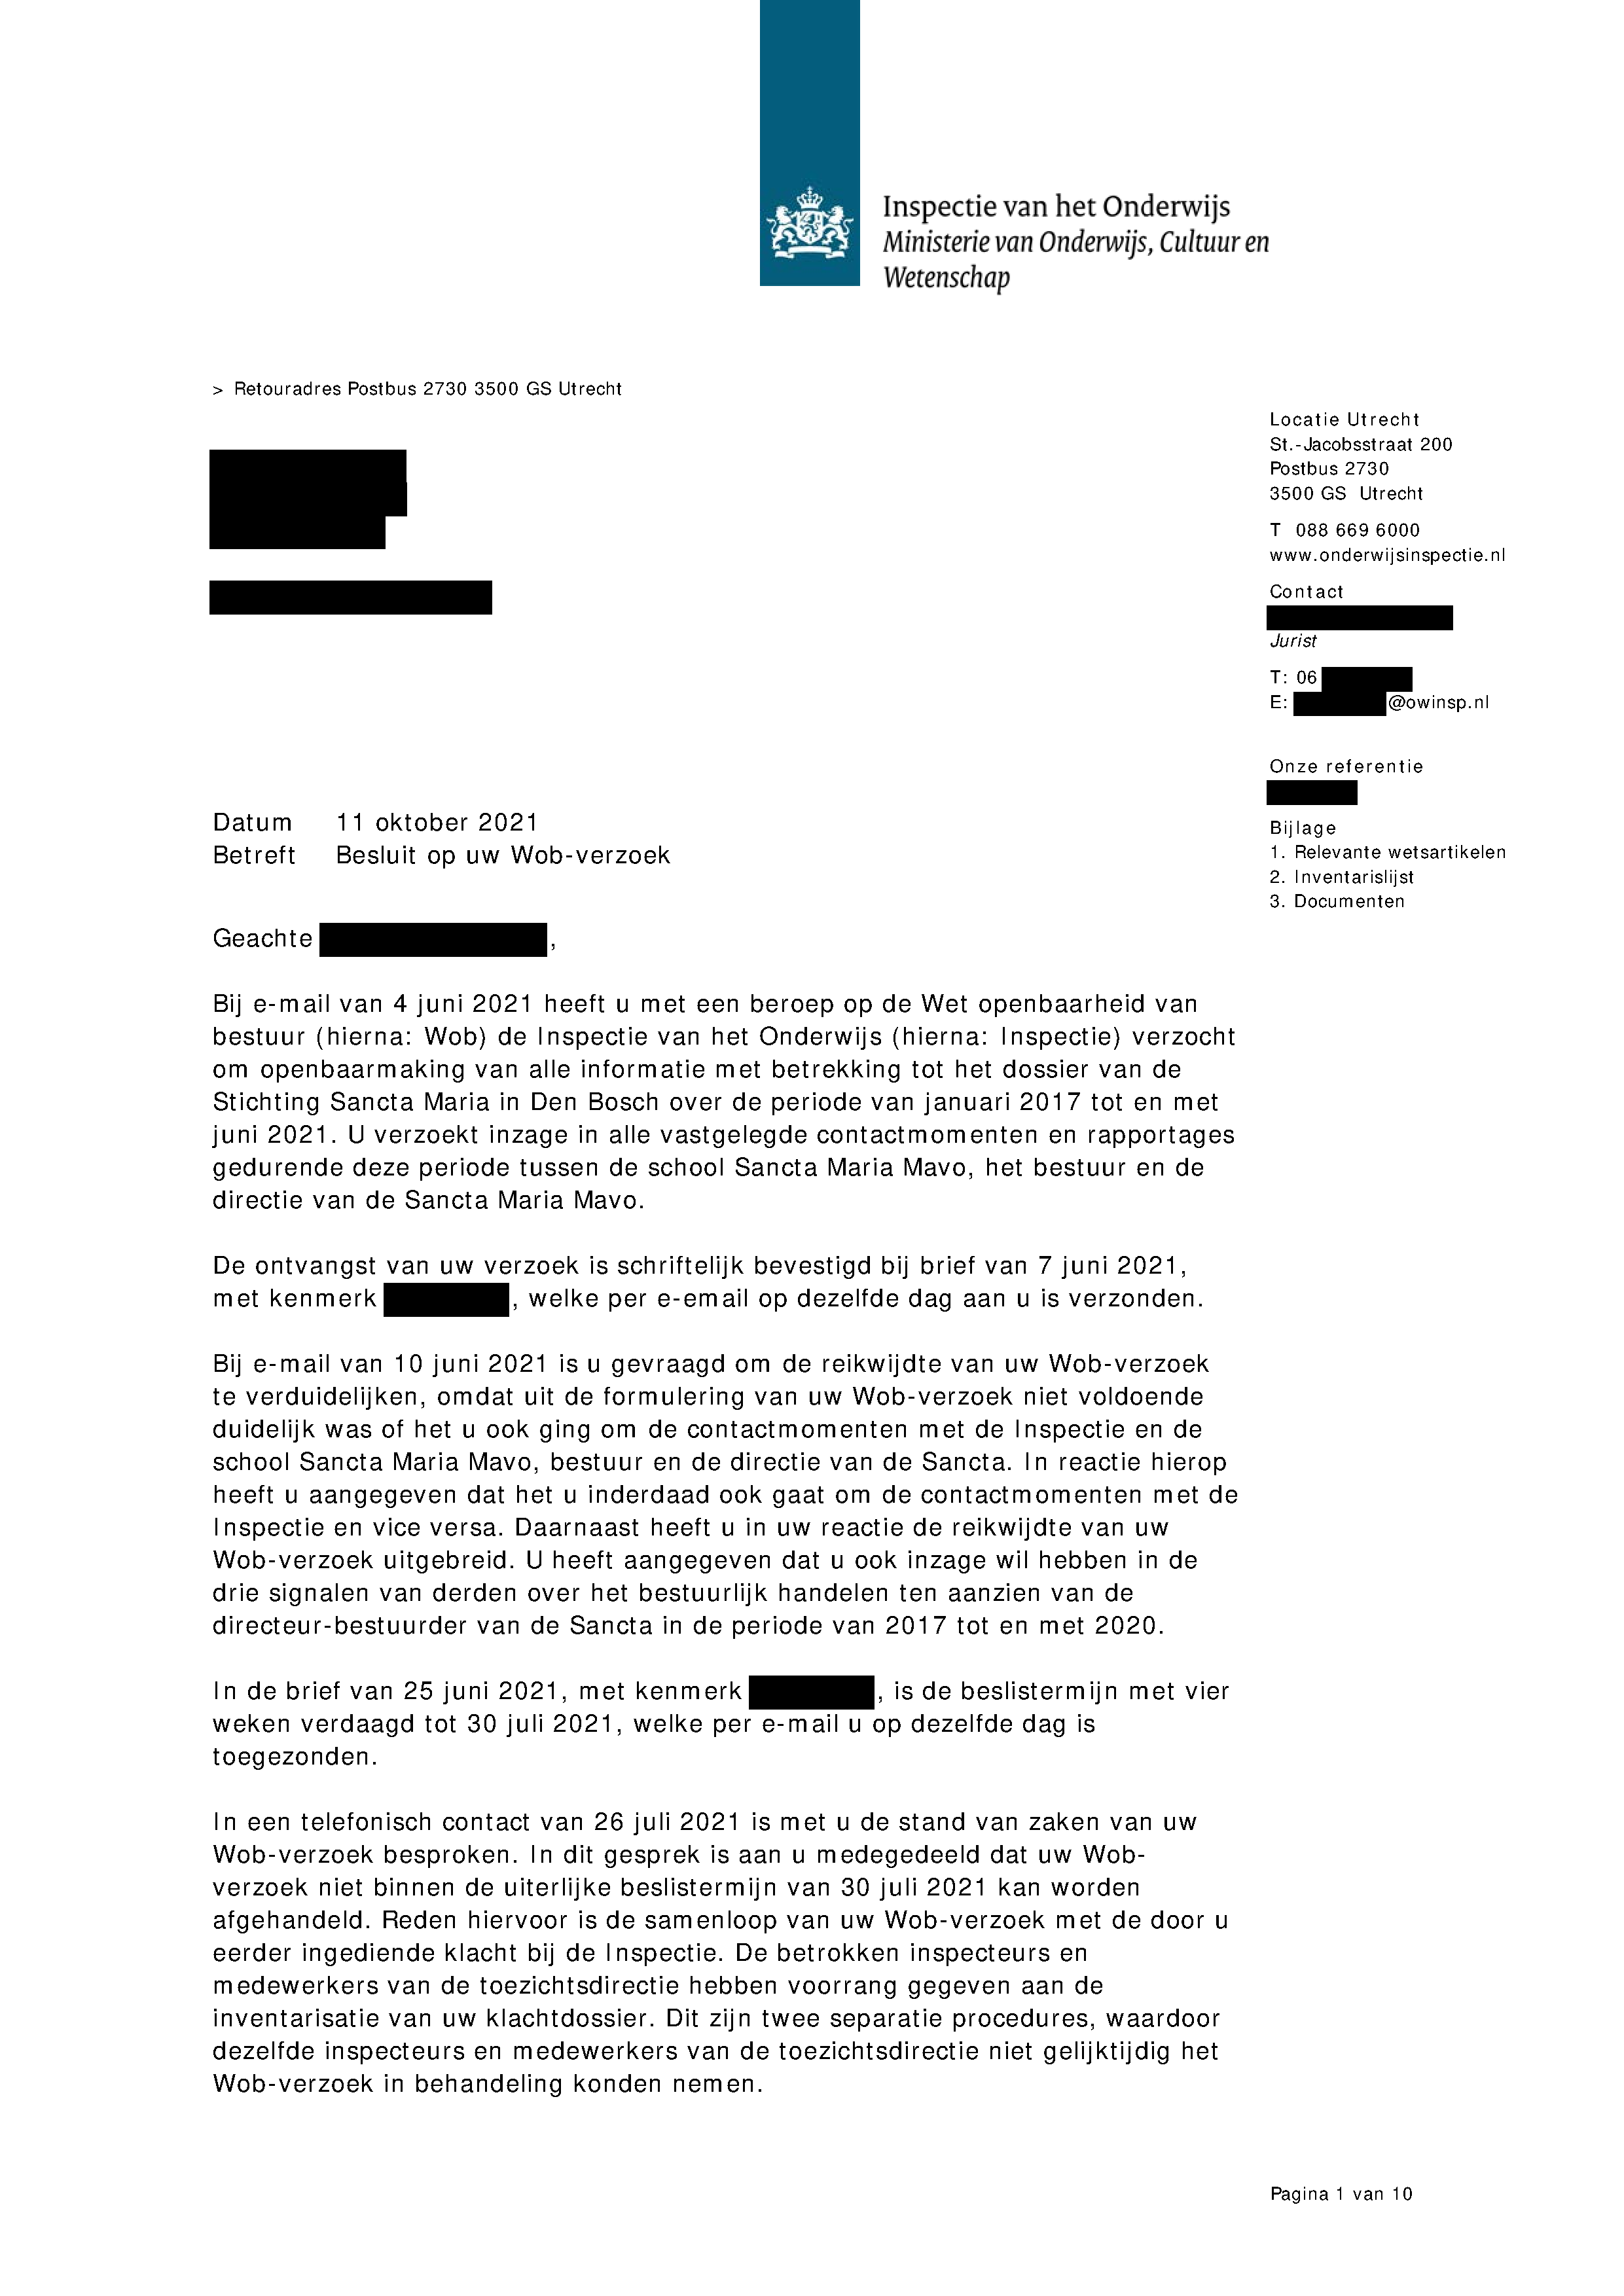 Inspectie van het Onderwijs
Ministerie van Onderwijs, Cultuur en
Wetenschap
> Retouradres Postbus 2730 3500 GS Utrecht
Locatie Utrecht
St.-Jacobsstraat 200
Postbus 2730
3500 GS Utrecht
T 088 669 6000
www.onderwijsinspectie.nl
Contact
Jurist
T: 06
E: @owinsp.nl
Onze referentie
Bijlage
1. Relevante wetsartikelen
2. Inventarislijst
3. Documenten
Datum 11 oktober 2021
Betreft Besluit op uw Wob-verzoek
Geachte ,
Bij e-mail van 4 juni 2021 heeft u met een beroep op de Wet openbaarheid van
bestuur (hierna: Wob) de Inspectie van het Onderwijs (hierna: Inspectie) verzocht
om openbaarmaking van alle informatie met betrekking tot het dossier van de
Stichting Sancta Maria in Den Bosch over de periode van januari 2017 tot en met
juni 2021. U verzoekt inzage in alle vastgelegde contactmomenten en rapportages
gedurende deze periode tussen de school Sancta Maria Mavo, het bestuur en de
directie van de Sancta Maria Mavo.
De ontvangst van uw verzoek is schriftelijk bevestigd bij brief van 7 juni 2021,
met kenmerk , welke per e-email op dezelfde dag aan u is verzonden.
Bij e-mail van 10 juni 2021 is u gevraagd om de reikwijdte van uw Wob-verzoek
te verduidelijken, omdat uit de formulering van uw Wob-verzoek niet voldoende
duidelijk was of het u ook ging om de contactmomenten met de Inspectie en de
school Sancta Maria Mavo, bestuur en de directie van de Sancta. In reactie hierop
heeft u aangegeven dat het u inderdaad ook gaat om de contactmomenten met de
Inspectie en vice versa. Daarnaast heeft u in uw reactie de reikwijdte van uw
Wob-verzoek uitgebreid. U heeft aangegeven dat u ook inzage wil hebben in de
drie signalen van derden over het bestuurlijk handelen ten aanzien van de
directeur-bestuurder van de Sancta in de periode van 2017 tot en met 2020.
In de brief van 25 juni 2021, met kenmerk , is de beslistermijn met vier
weken verdaagd tot 30 juli 2021, welke per e-mail u op dezelfde dag is
toegezonden.
In een telefonisch contact van 26 juli 2021 is met u de stand van zaken van uw
Wob-verzoek besproken. In dit gesprek is aan u medegedeeld dat uw Wob-
verzoek niet binnen de uiterlijke beslistermijn van 30 juli 2021 kan worden
afgehandeld. Reden hiervoor is de samenloop van uw Wob-verzoek met de door u
eerder ingediende klacht bij de Inspectie. De betrokken inspecteurs en
medewerkers van de toezichtsdirectie hebben voorrang gegeven aan de
inventarisatie van uw klachtdossier. Dit zijn twee separatie procedures, waardoor
dezelfde inspecteurs en medewerkers van de toezichtsdirectie niet gelijktijdig het
Wob-verzoek in behandeling konden nemen.
Pagina 1 van 10